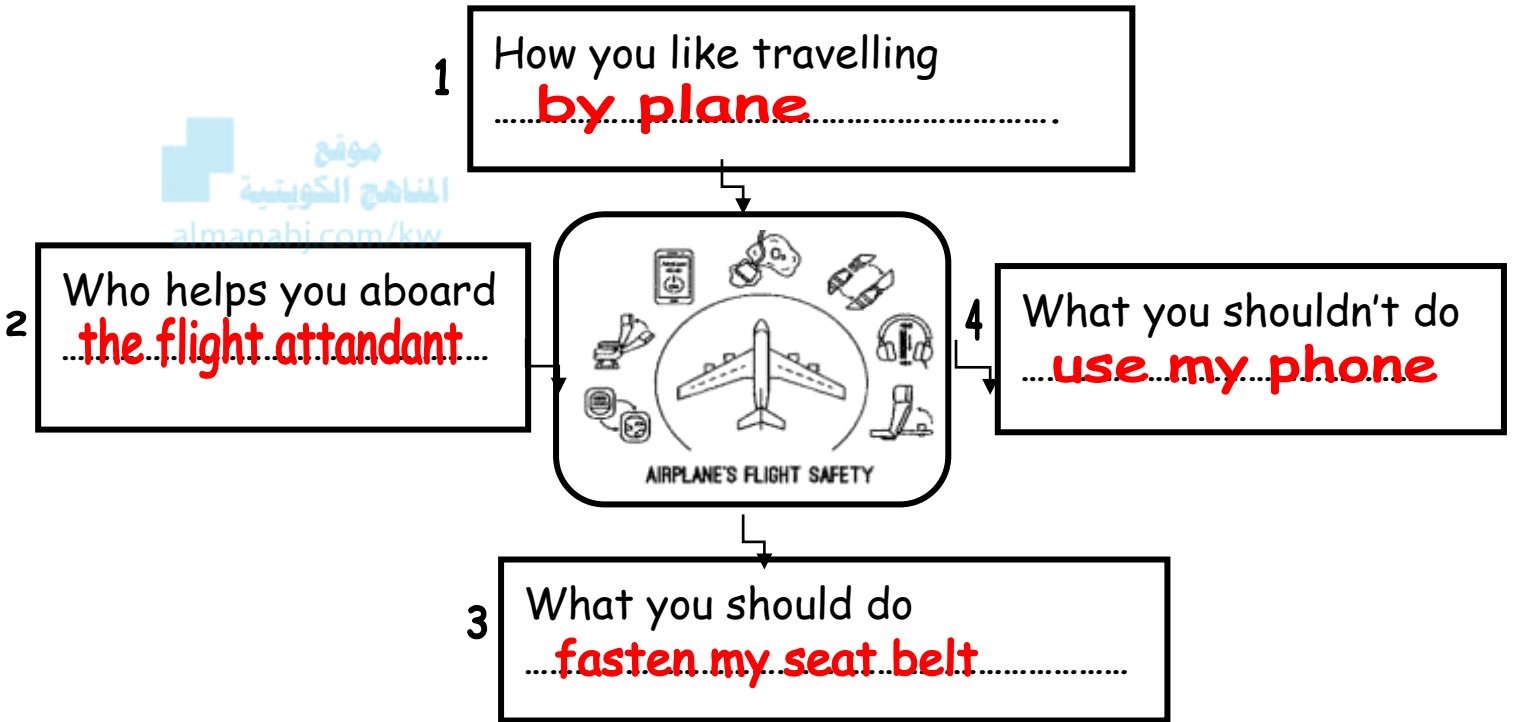 1
How you like travelling
by plane
………………………………………………………….
موقع
المناهج الكويتية
almanahj.com/kw
2
Who helps you aboard
the flight attandant
AIRPLANE'S FLIGHT SAFETY
4
What you shouldn't do
use my phone
3
What you should do
fasten my seat belt